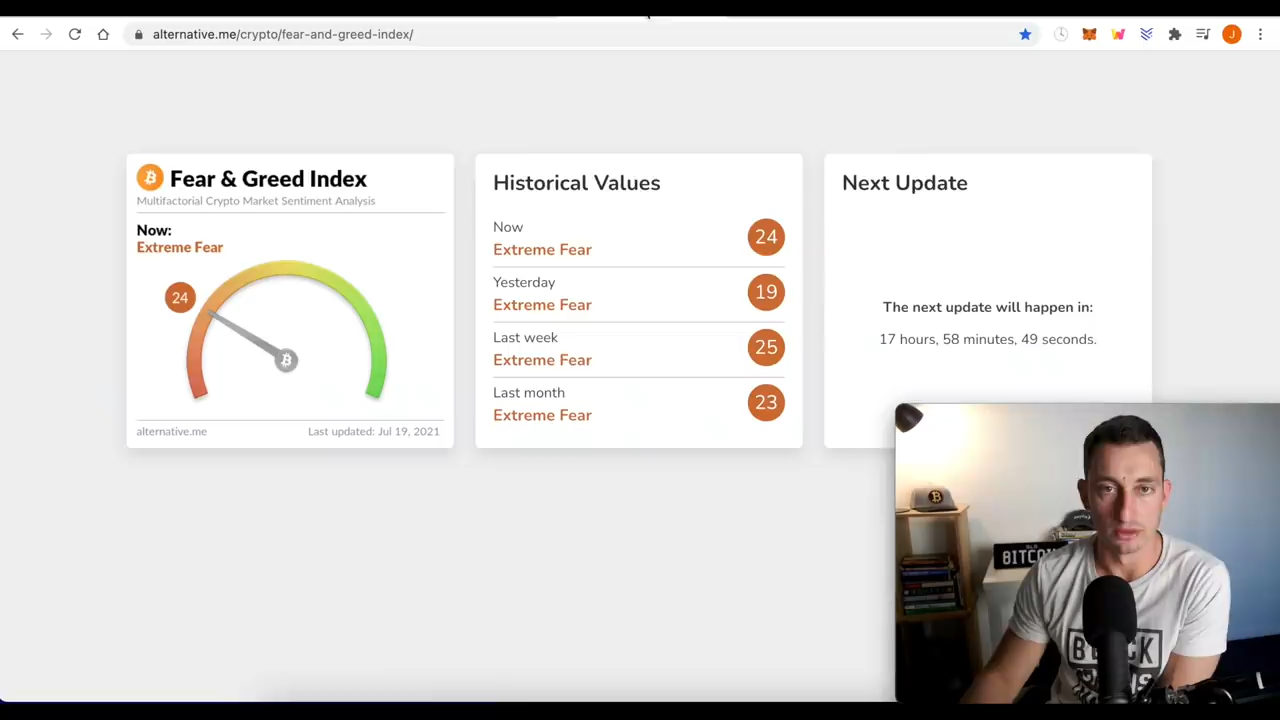 alternative.me/crypto/fear-and-greed-index/
J
Fear & Greed Index
Multifactorial Crypto Market Sentiment Analysis
Now:
Extreme Fear
24
alternative.me
Last updated: Jul 19, 2021
Historical Values
Now
Extreme Fear
24
Yesterday
Extreme Fear
19
Last week
Extreme Fear
25
Last month
Extreme Fear
23
Next Update
The next update will happen in:
17 hours, 58 minutes, 49 seconds.